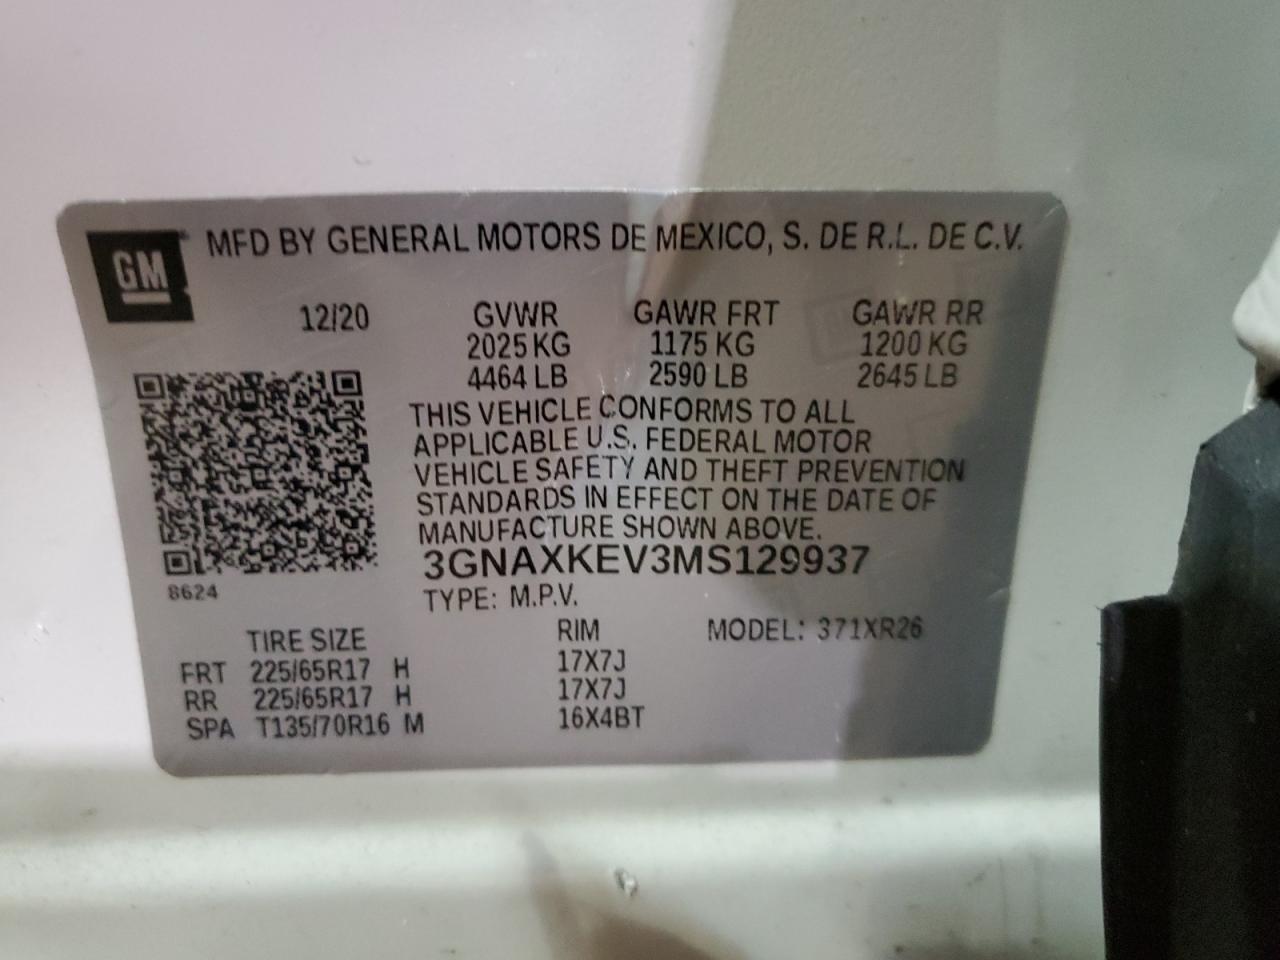 GM
MFD BY GENERAL MOTORS DE MEXICO, S. DE R.L. DE C.V.
12/20 GVWR GAWR FRT GAWR RR
2025 KG 1175 KG 1200 KG
4464 LB 2590 LB 2645 LB
THIS VEHICLE CONFORMS TO ALL
APPLICABLE U.S. FEDERAL MOTOR
VEHICLE SAFETY AND THEFT PREVENTION
STANDARDS IN EFFECT ON THE DATE OF
MANUFACTURE SHOWN ABOVE.
3GNAXKEV3MS129937
8624
TYPE: M.P.V.
TIRE SIZE RIM MODEL: 371XR26
FRT 225/65R17 H 17X7J
RR 225/65R17 H 17X7J
SPA T135/70R16 M 16X4BT